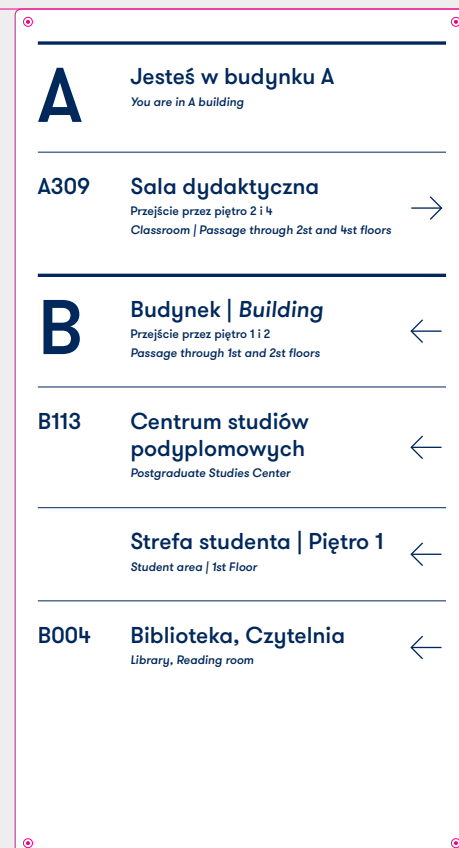 A
Jesteś w budynku A
You are in A building
A309
Sala dydaktyczna
Przejście przez piętro 2 i 4
Classroom | Passage through 2st and 4st floors
B
Budynek | Building
Przejście przez piętro 1 i 2
Passage through 1st and 2st floors
B113
Centrum studiów
podyplomowych
Postgraduate Studies Center
Strefa studenta | Piętro 1
Student area | 1st Floor
B004
Biblioteka, Czytelnia
Library, Reading room